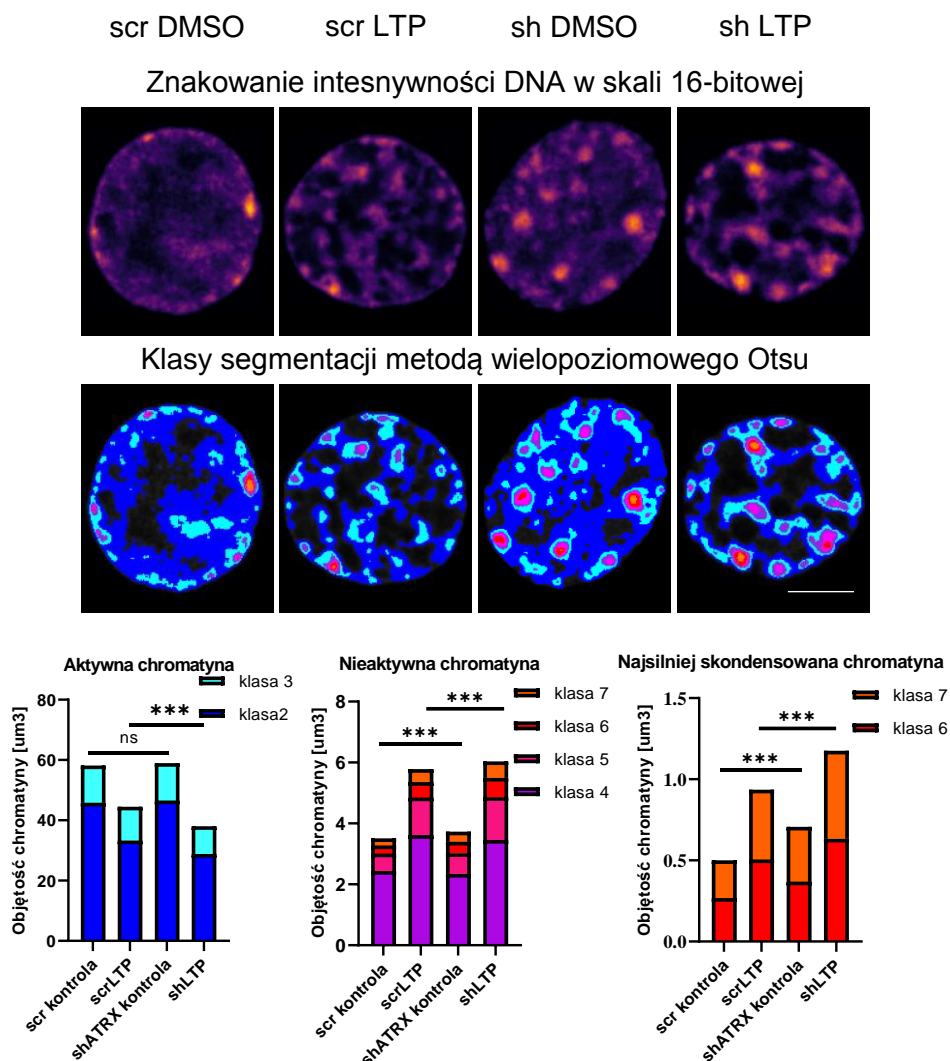 scr DMSO scr LTP sh DMSO sh LTP
Znakowanie intesnywności DNA w skali 16-bitowej
Klasy segmentacji metodą wielopoziomowego Otsu
Aktywna chromatyna
klasa 3
klasa2
Objętość chromatyny [um3]
80
60
40
20
0
***
ns
scr kontrola
scrLTP
shATRX kontrola
shLTP
Nieaktywna chromatyna
klasa 7
klasa 6
klasa 5
klasa 4
Objętość chromatyny [um3]
8
6
4
2
0
***
***
scr kontrola
scrLTP
shATRX kontrola
shLTP
Najsilniej skondensowana chromatyna
klasa 7
klasa 6
Objętość chromatyny [um3]
1.5
1.0
0.5
0.0
***
***
scr kontrola
scrLTP
shATRX kontrola
shLTP